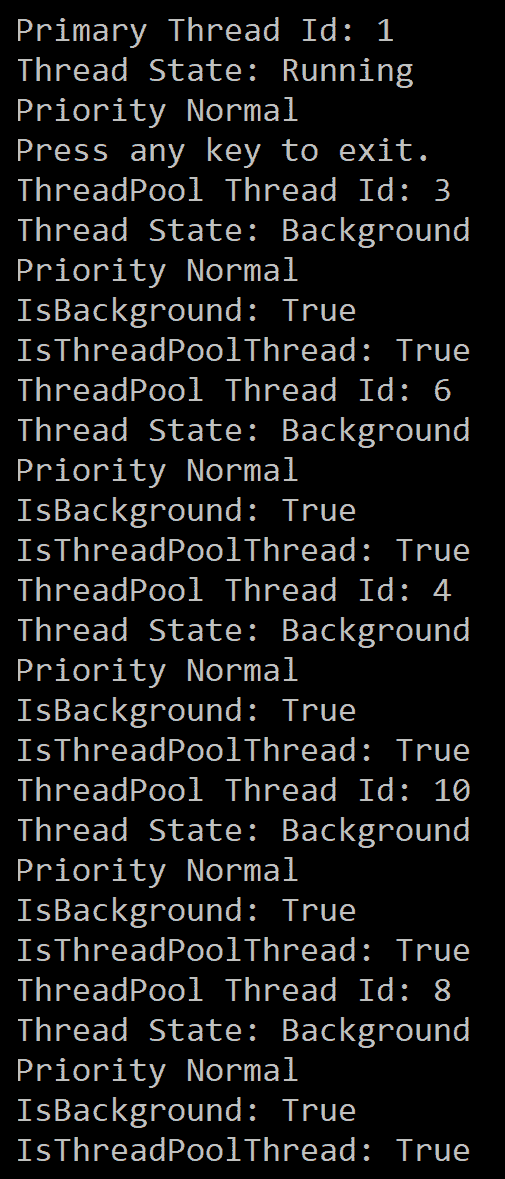 Primary Thread Id: 1
Thread State: Running
Priority Normal
Press any key to exit.
ThreadPool Thread Id: 3
Thread State: Background
Priority Normal
IsBackground: True
IsThreadPoolThread: True
ThreadPool Thread Id: 6
Thread State: Background
Priority Normal
IsBackground: True
IsThreadPoolThread: True
ThreadPool Thread Id: 4
Thread State: Background
Priority Normal
IsBackground: True
IsThreadPoolThread: True
ThreadPool Thread Id: 10
Thread State: Background
Priority Normal
IsBackground: True
IsThreadPoolThread: True
ThreadPool Thread Id: 8
Thread State: Background
Priority Normal
IsBackground: True
IsThreadPoolThread: True